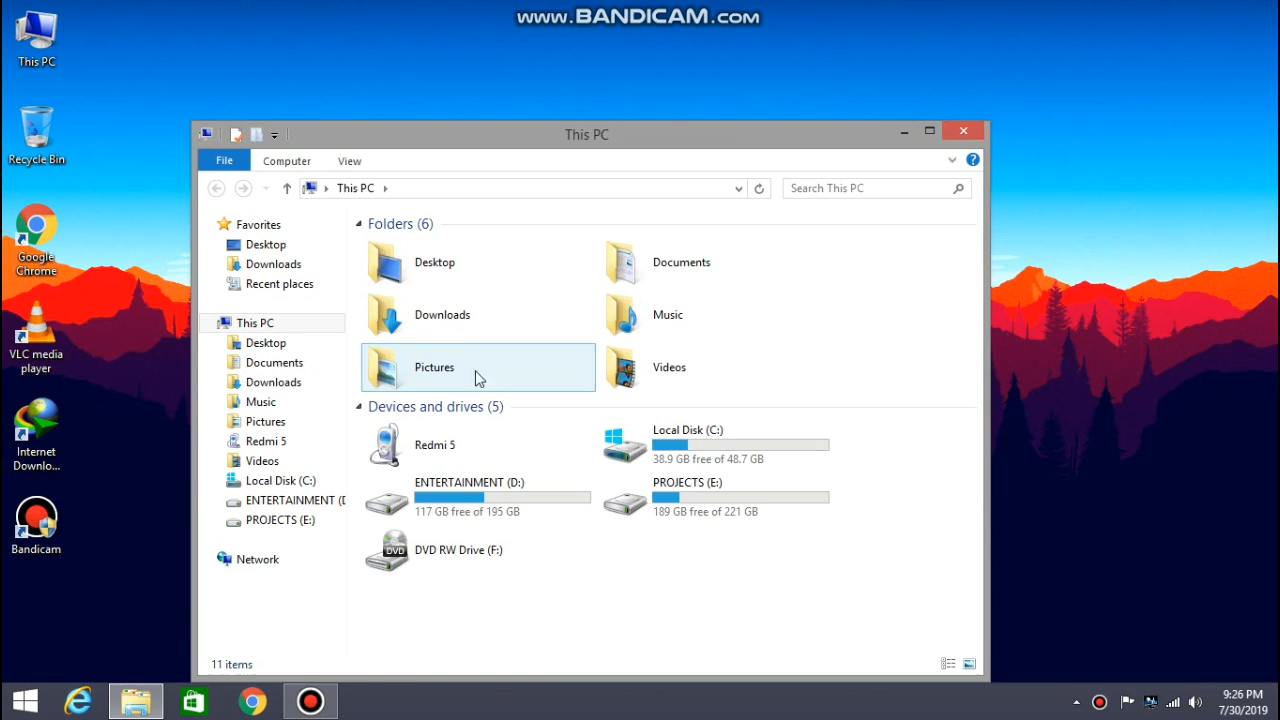 www.BANDICAM.com
This PC
Recycle Bin
Google
Chrome
VLC media
player
Internet
Downlo...
Bandicam
This PC
File
Computer
View
This PC
Search This PC
Favorites
Desktop
Downloads
Recent places
This PC
Desktop
Documents
Downloads
Music
Pictures
Redmi 5
Videos
Local Disk (C:)
ENTERTAINMENT (D
PROJECTS (E:)
Network
Folders (6)
Desktop
Documents
Downloads
Music
Pictures
Videos
Devices and drives (5)
Redmi 5
Local Disk (C:)
38.9 GB free of 48.7 GB
ENTERTAINMENT (D:)
117 GB free of 195 GB
PROJECTS (E:)
189 GB free of 221 GB
DVD
DVD RW Drive (F:)
11 items
9:26 PM
7/30/2019